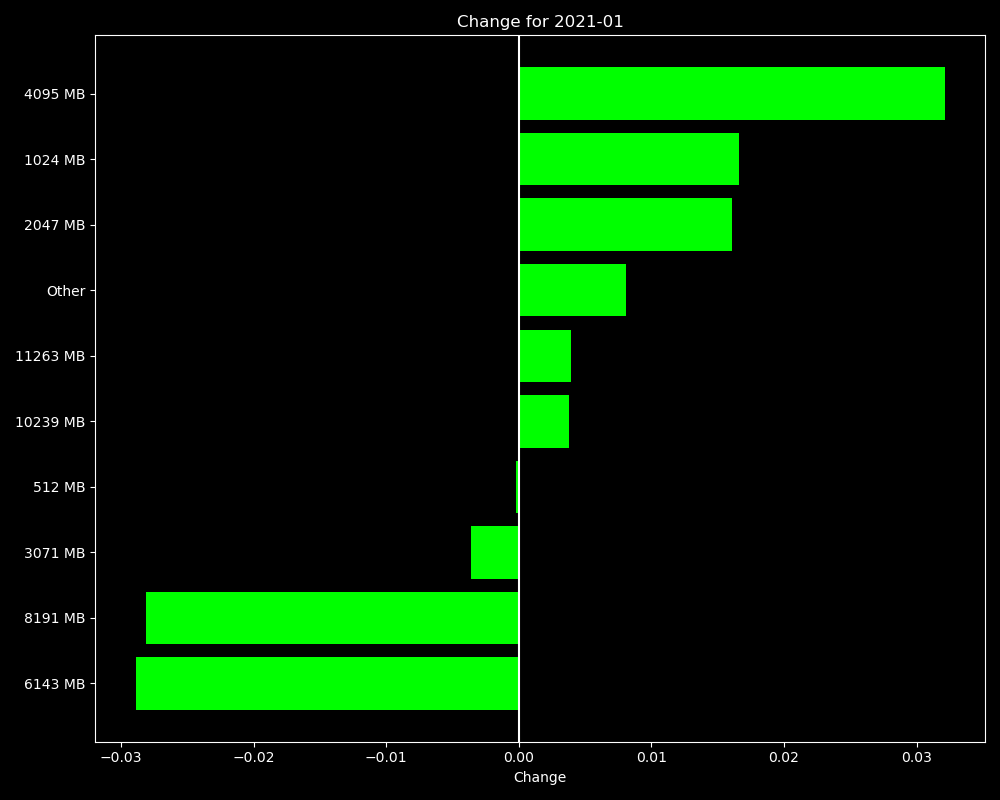 Change for 2021-01
4095 MB
1024 MB
2047 MB
Other
11263 MB
10239 MB
512 MB
3071 MB
8191 MB
6143 MB
−0.03 −0.02 −0.01 0.00 0.01 0.02 0.03
Change